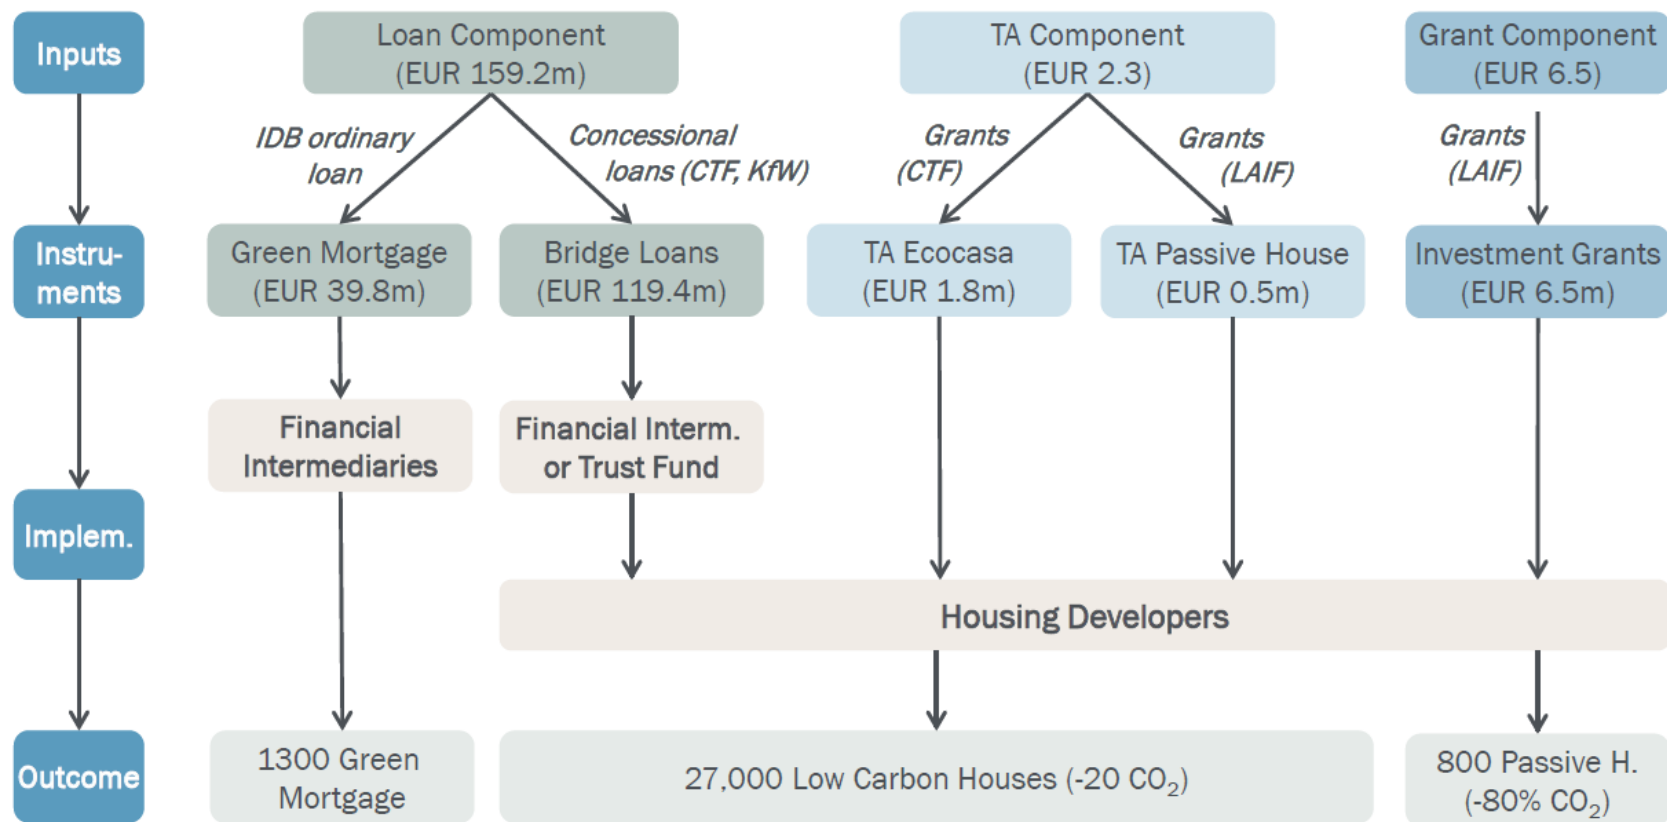 Inputs
Loan Component
(EUR 159.2m)
TA Component
(EUR 2.3)
Grant Component
(EUR 6.5)
IDB ordinary
loan
Concessional
loans (CTF, KfW)
Grants
(CTF)
Grants
(LAIF)
Grants
(LAIF)
Instru-
ments
Green Mortgage
(EUR 39.8m)
Bridge Loans
(EUR 119.4m)
TA Ecocasa
(EUR 1.8m)
TA Passive House
(EUR 0.5m)
Investment Grants
(EUR 6.5m)
Financial
Intermediaries
Financial Interm.
or Trust Fund
Implem.
Housing Developers
Outcome
1300 Green
Mortgage
27,000 Low Carbon Houses (-20 CO₂)
800 Passive H.
(-80% CO₂)